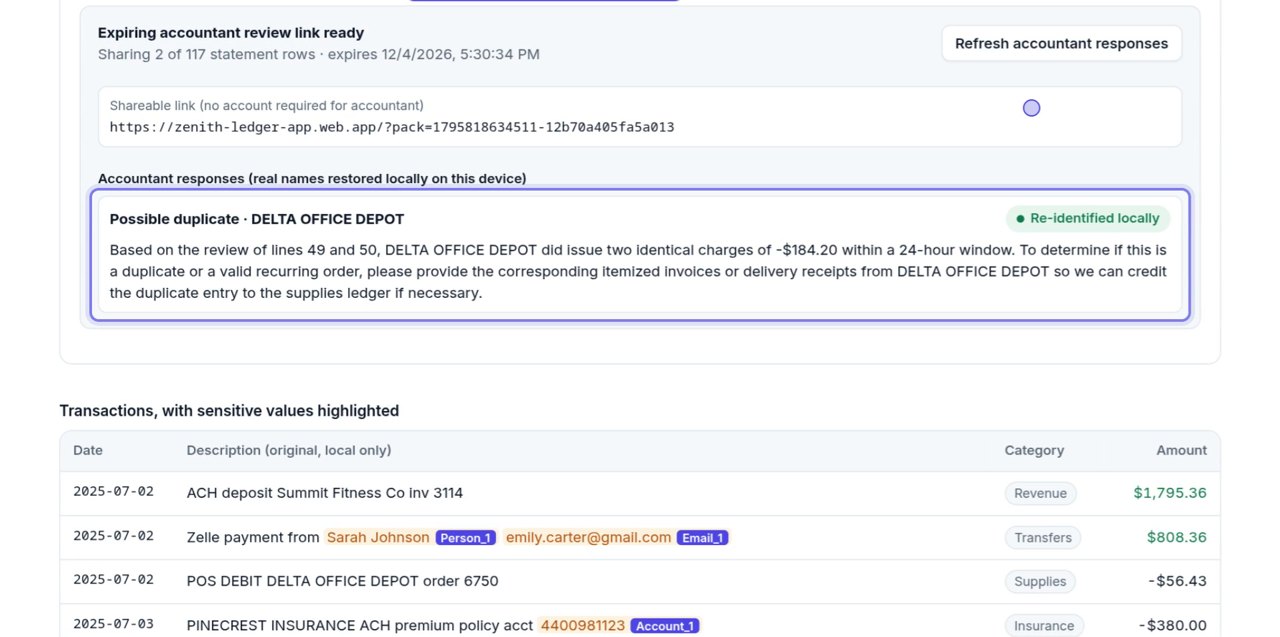 Expiring accountant review link ready
Sharing 2 of 117 statement rows · expires 12/4/2026, 5:30:34 PM
Refresh accountant responses
Shareable link (no account required for accountant)
https://zenith-ledger-app.web.app/?pack=1795818634511-12b70a405fa5a013
Accountant responses (real names restored locally on this device)
Possible duplicate · DELTA OFFICE DEPOT
Re-identified locally
Based on the review of lines 49 and 50, DELTA OFFICE DEPOT did issue two identical charges of -$184.20 within a 24-hour window. To determine if this is
a duplicate or a valid recurring order, please provide the corresponding itemized invoices or delivery receipts from DELTA OFFICE DEPOT so we can credit
the duplicate entry to the supplies ledger if necessary.
Transactions, with sensitive values highlighted
Date Description (original, local only) Category Amount
2025-07-02 ACH deposit Summit Fitness Co inv 3114 Revenue $1,795.36
2025-07-02 Zelle payment from Sarah Johnson Person_1 emily.carter@gmail.com Email_1 Transfers $808.36
2025-07-02 POS DEBIT DELTA OFFICE DEPOT order 6750 Supplies -$56.43
2025-07-03 PINECREST INSURANCE ACH premium policy acct 4400981123 Account_1 Insurance -$380.00